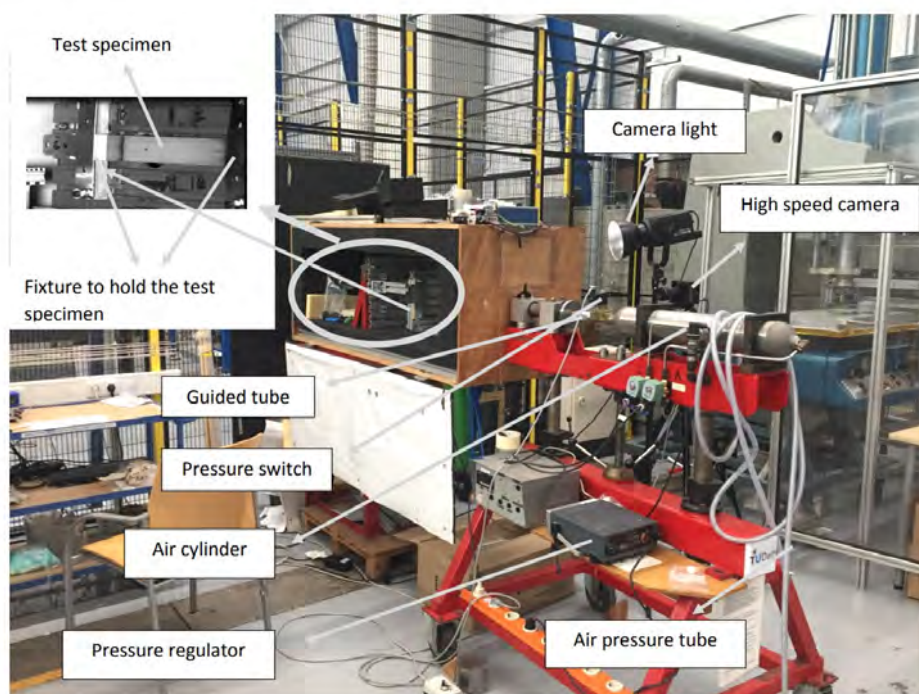 Test specimen
Camera light
High speed camera
Fixture to hold the test
specimen
Guided tube
Pressure switch
Air cylinder
Pressure regulator
Air pressure tube